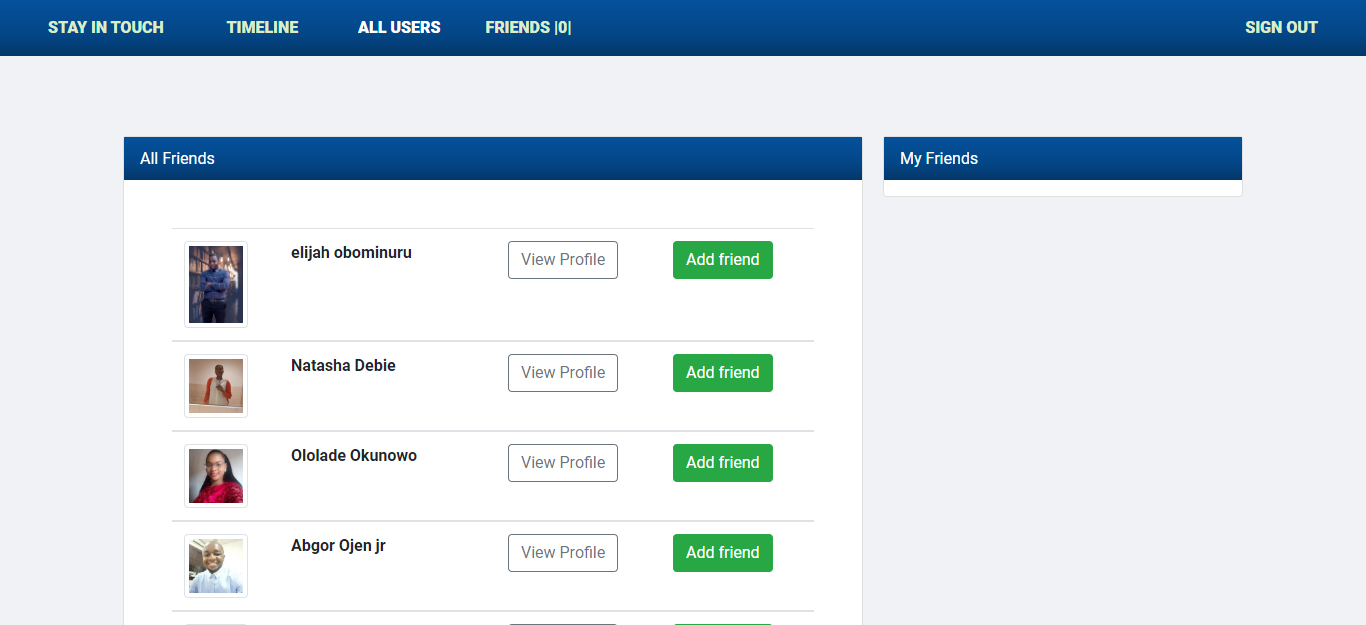 STAY IN TOUCH TIMELINE ALL USERS FRIENDS |0| SIGN OUT
All Friends
My Friends
elijah obominuru View Profile Add friend
Natasha Debie View Profile Add friend
Ololade Okunowo View Profile Add friend
Abgor Ojen jr View Profile Add friend